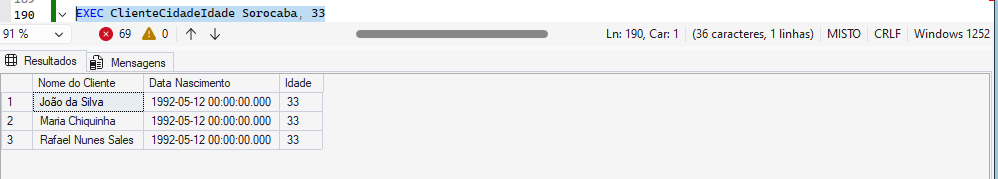 190 EXEC ClienteCidadeIdade Sorocaba, 33
91 % 69 0 Ln: 190, Car: 1 (36 caracteres, 1 linhas) MISTO CRLF Windows 1252
Resultados Mensagens
Nome do Cliente Data Nascimento Idade
1 João da Silva 1992-05-12 00:00:00.000 33
2 Maria Chiquinha 1992-05-12 00:00:00.000 33
3 Rafael Nunes Sales 1992-05-12 00:00:00.000 33